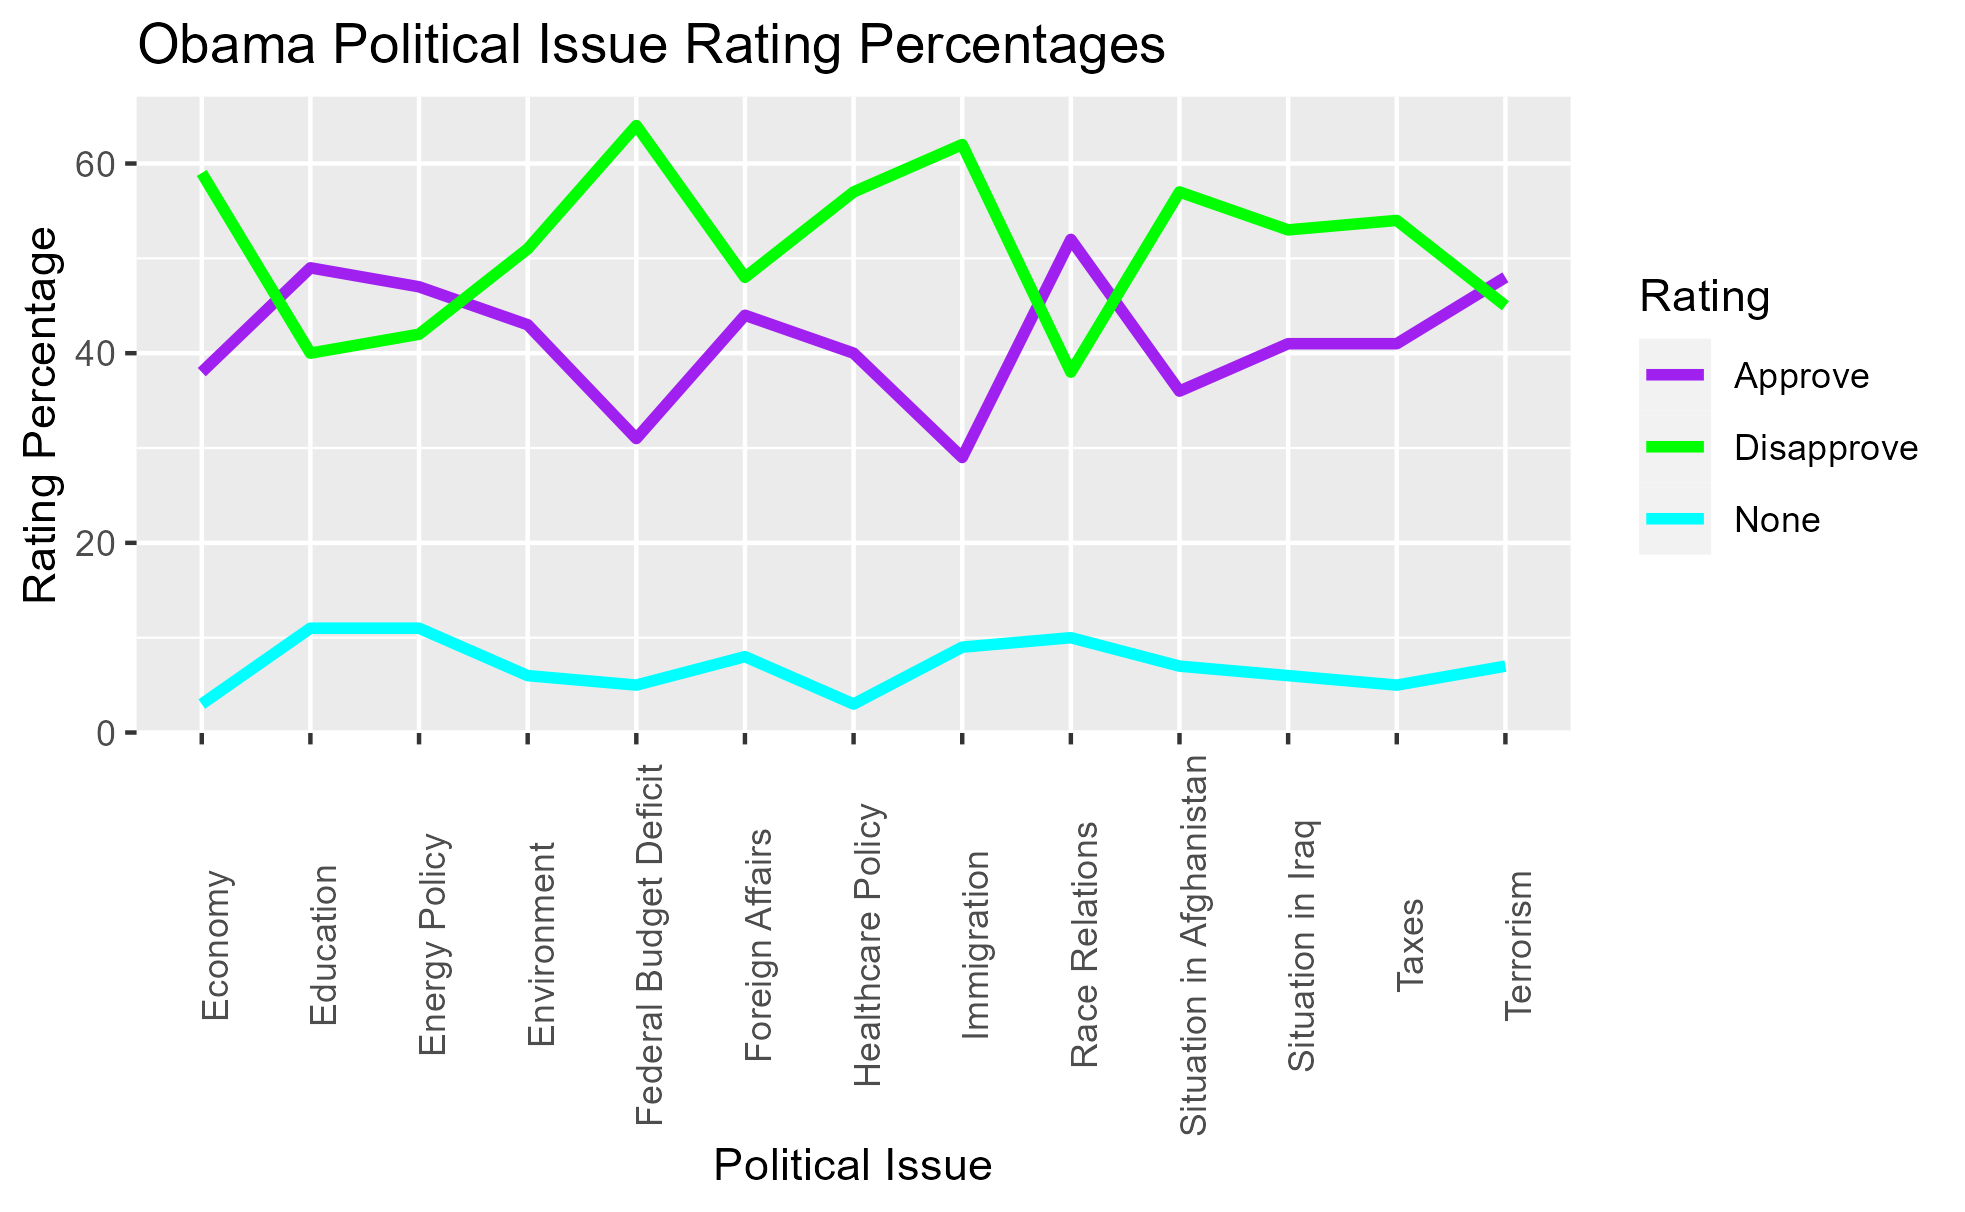 Obama Political Issue Rating Percentages
Rating Percentage
60
40
20
0
Economy
Education
Energy Policy
Environment
Federal Budget Deficit
Foreign Affairs
Healthcare Policy
Immigration
Race Relations
Situation in Afghanistan
Situation in Iraq
Taxes
Terrorism
Political Issue
Rating
Approve
Disapprove
None